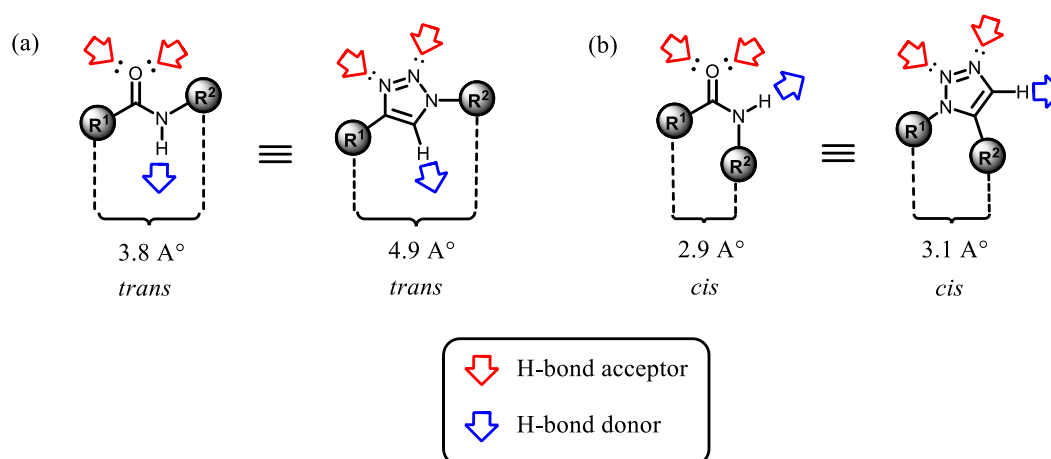 (a)
O
R¹
N
H
R²
3.8 A°
trans
N
N
N
R²
R¹
H
4.9 A°
trans
(b)
O
H
N
R¹
R²
2.9 A°
cis
N
N
N
H
R¹
R²
3.1 A°
cis
H-bond acceptor
H-bond donor